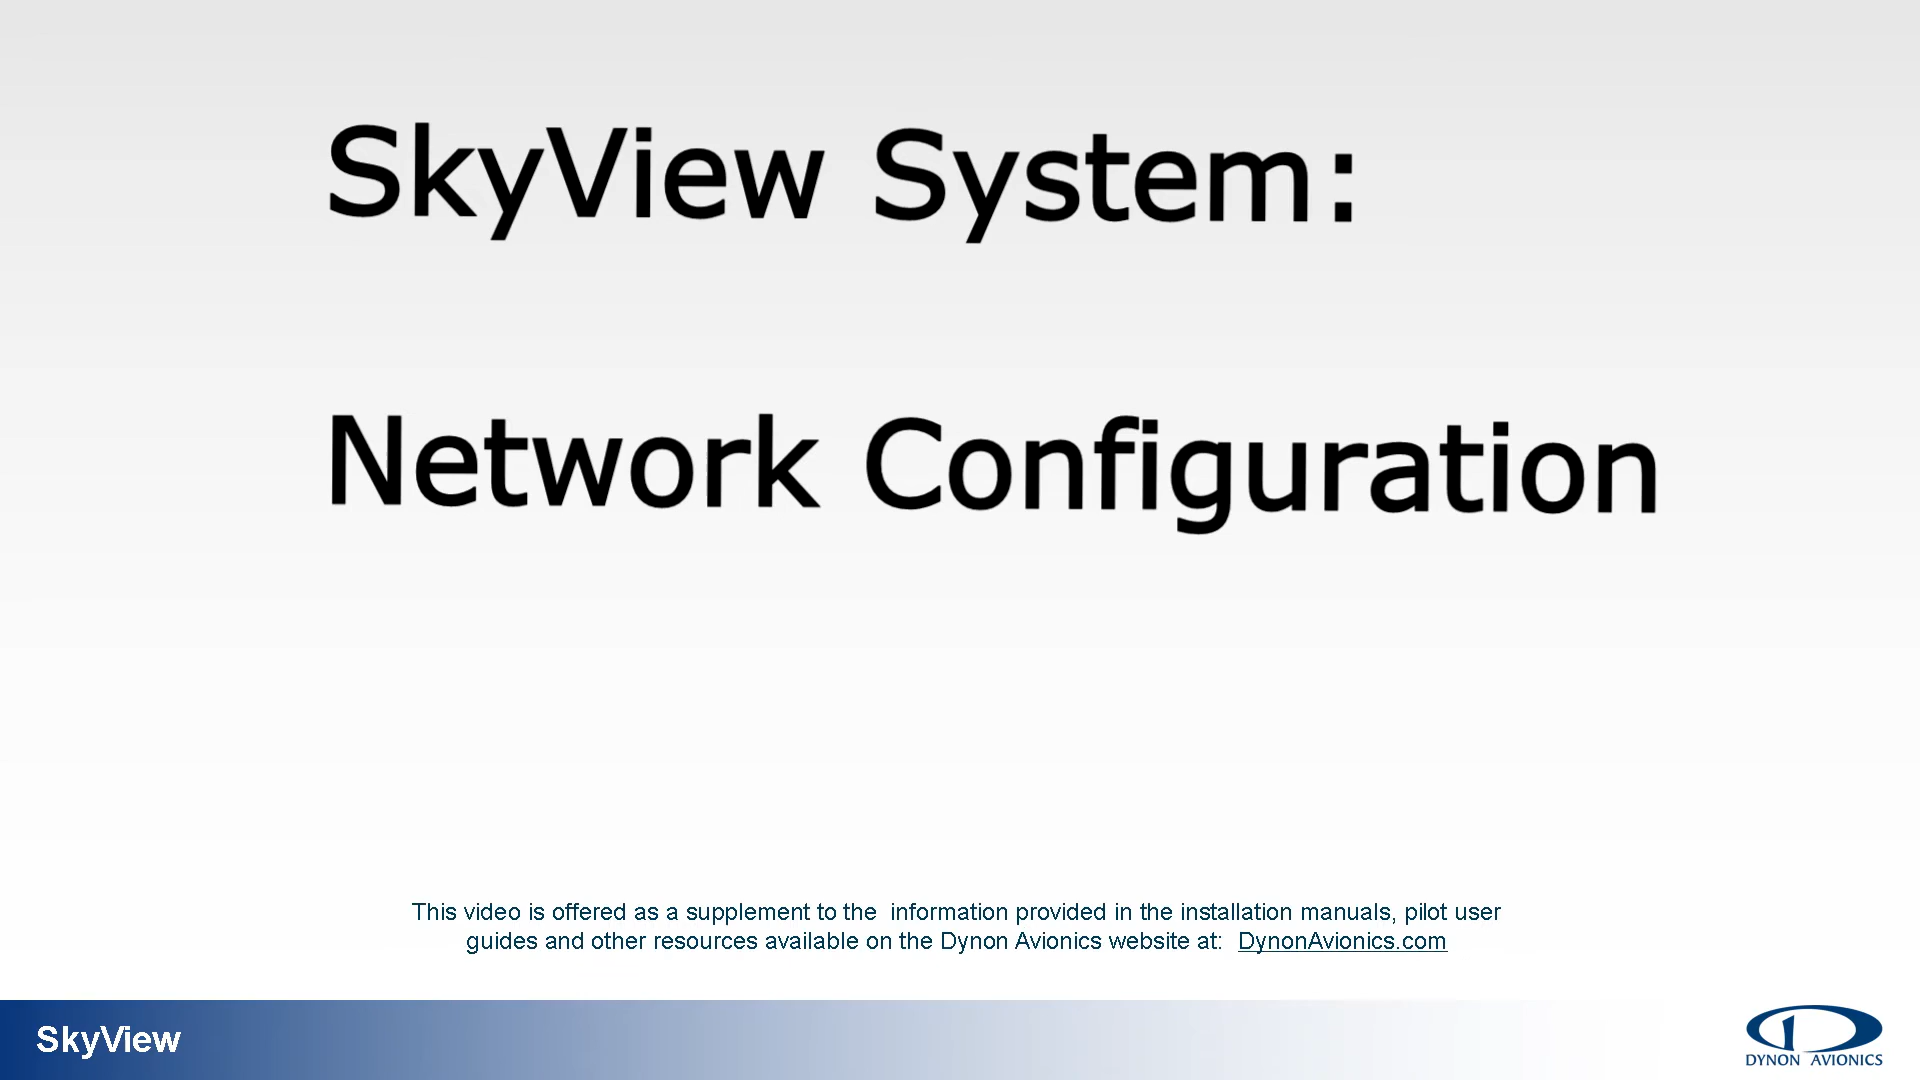 SkyView System:
Network Configuration
This video is offered as a supplement to the  information provided in the installation manuals, pilot user
guides and other resources available on the Dynon Avionics website at:  DynonAvionics.com
SkyView
DYNON AVIONICS